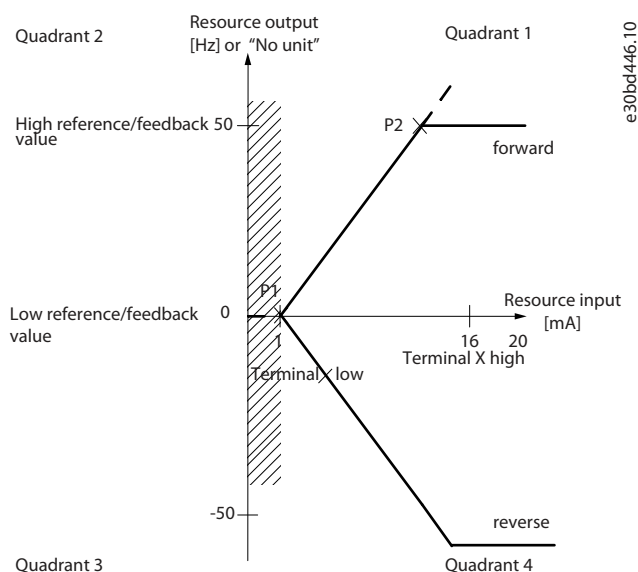 Quadrant 2
Resource output
[Hz] or “No unit”
Quadrant 1
e30bd446.10
High reference/feedback
value
50
P2
forward
P1
Low reference/feedback
value
0
Resource input
[mA]
1
16
20
Terminal X high
Terminal X low
-50
reverse
Quadrant 3
Quadrant 4